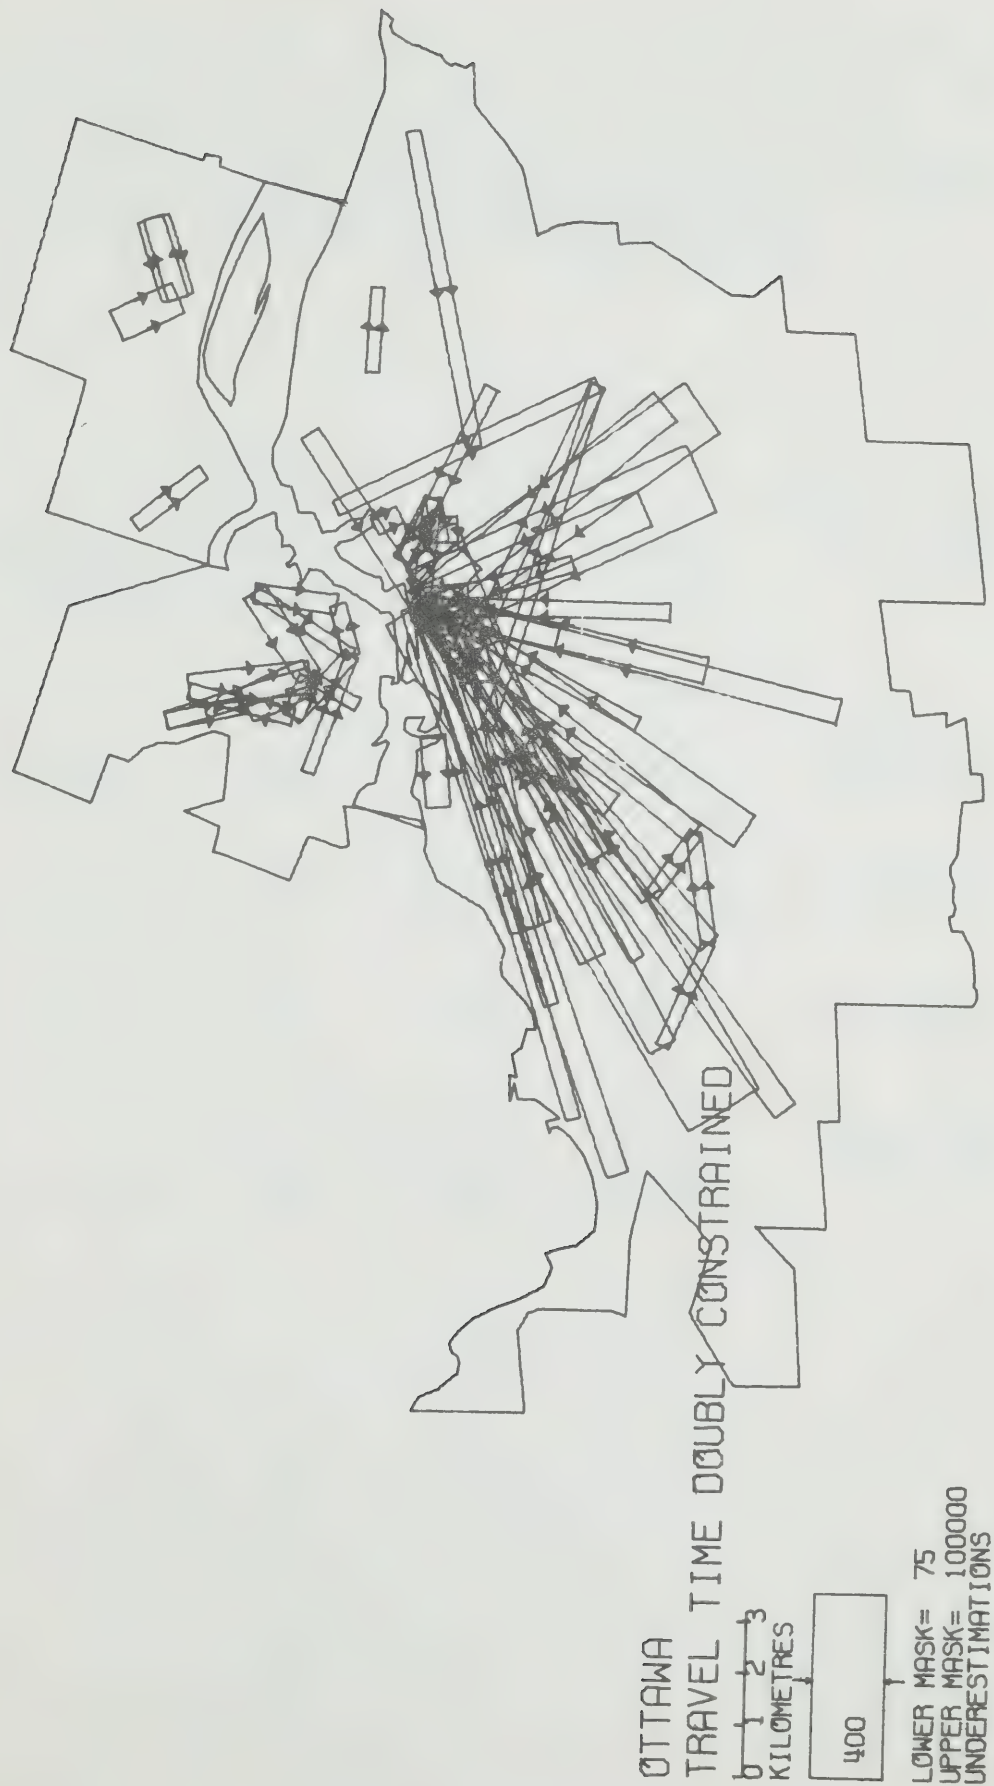 OTTAWA
TRAVEL TIME DOUBLY CONSTRAINED
0 1 2 3
KILOMETRES
400
LOWER MASK= 75
UPPER MASK= 100000
UNDERESTIMATIONS